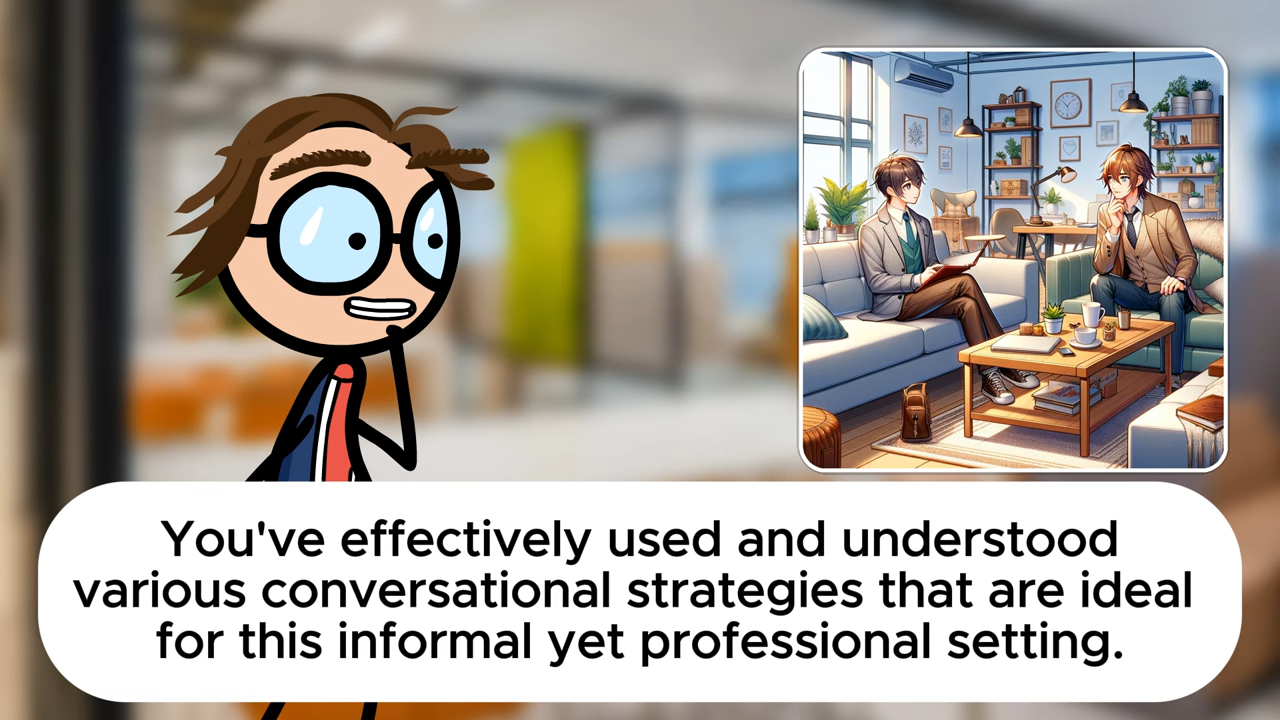 You've effectively used and understood
various conversational strategies that are ideal
for this informal yet professional setting.